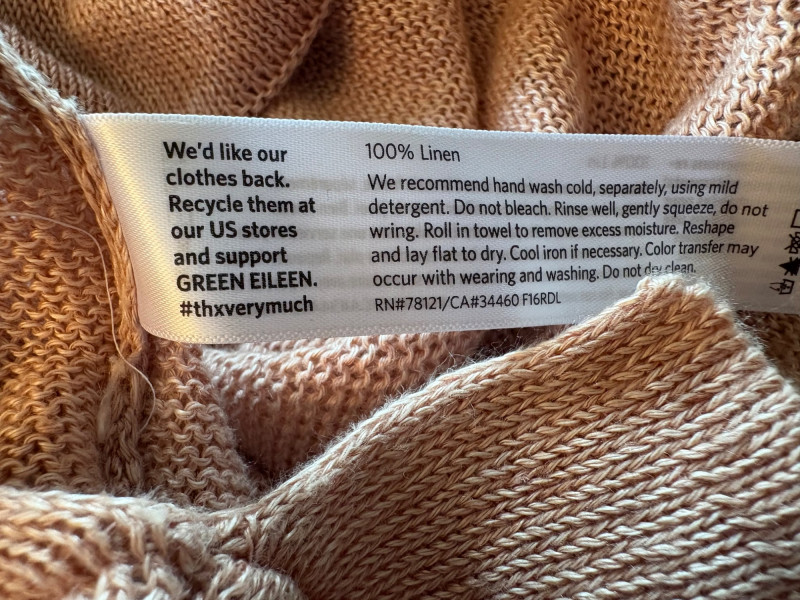 We'd like our
clothes back.
Recycle them at
our US stores
and support
GREEN EILEEN.
#thxverymuch
100% Linen
We recommend hand wash cold, separately, using mild
detergent. Do not bleach. Rinse well, gently squeeze, do not
wring. Roll in towel to remove excess moisture. Reshape
and lay flat to dry. Cool iron if necessary. Color transfer may
occur with wearing and washing. Do not dry clean.
RN#78121/CA#34460 F16RDL